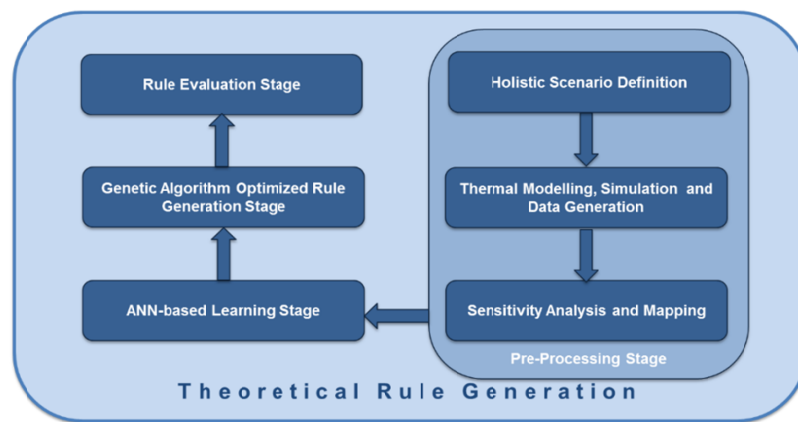 Rule Evaluation Stage
Genetic Algorithm Optimized Rule
Generation Stage
ANN-based Learning Stage
Holistic Scenario Definition
Thermal Modelling, Simulation and
Data Generation
Sensitivity Analysis and Mapping
Pre-Processing Stage
Theoretical Rule Generation